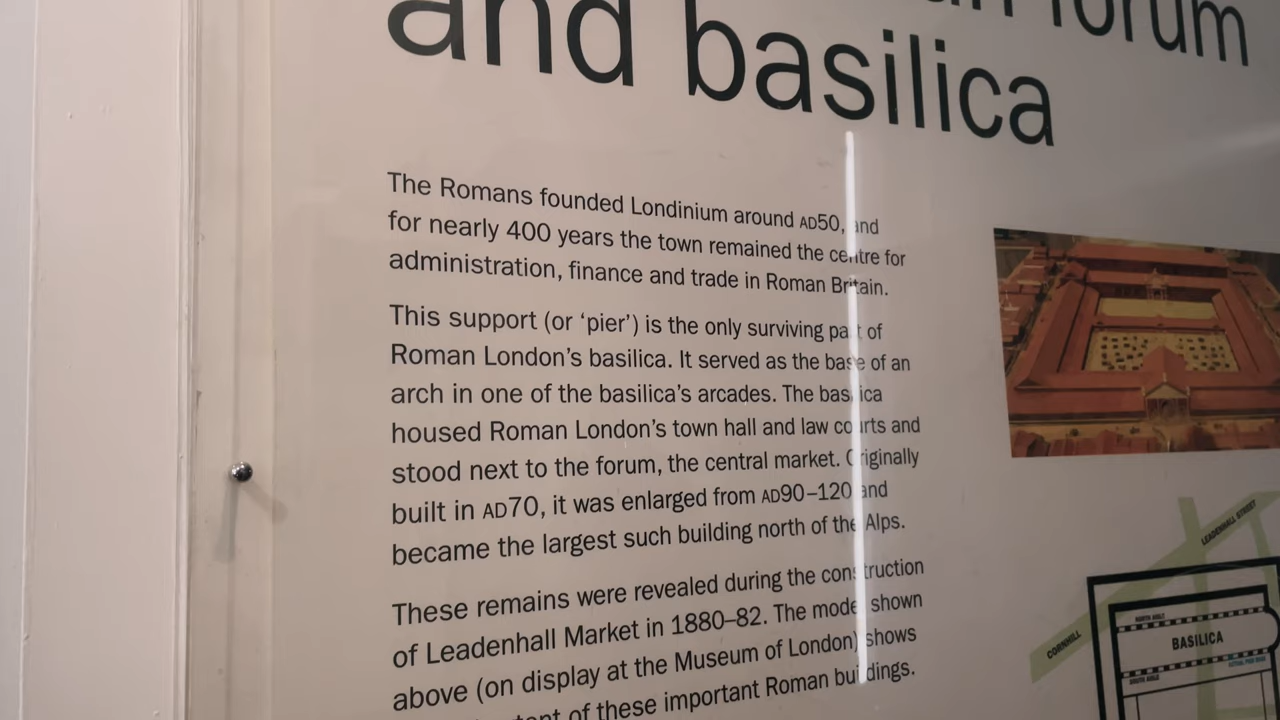 forum
and basilica
The Romans founded Londinium around AD50, and
for nearly 400 years the town remained the centre for
administration, finance and trade in Roman Britain.
This support (or ‘pier’) is the only surviving part of
Roman London’s basilica. It served as the base of an
arch in one of the basilica’s arcades. The basilica
housed Roman London’s town hall and law courts and
stood next to the forum, the central market. Originally
built in AD70, it was enlarged from AD90–120 and
became the largest such building north of the Alps.
These remains were revealed during the construction
of Leadenhall Market in 1880–82. The model shown
above (on display at the Museum of London) shows
of these important Roman buildings.
LEADENHALL STREET
CORNHILL
NORTH AISLE
BASILICA
SOUTH AISLE